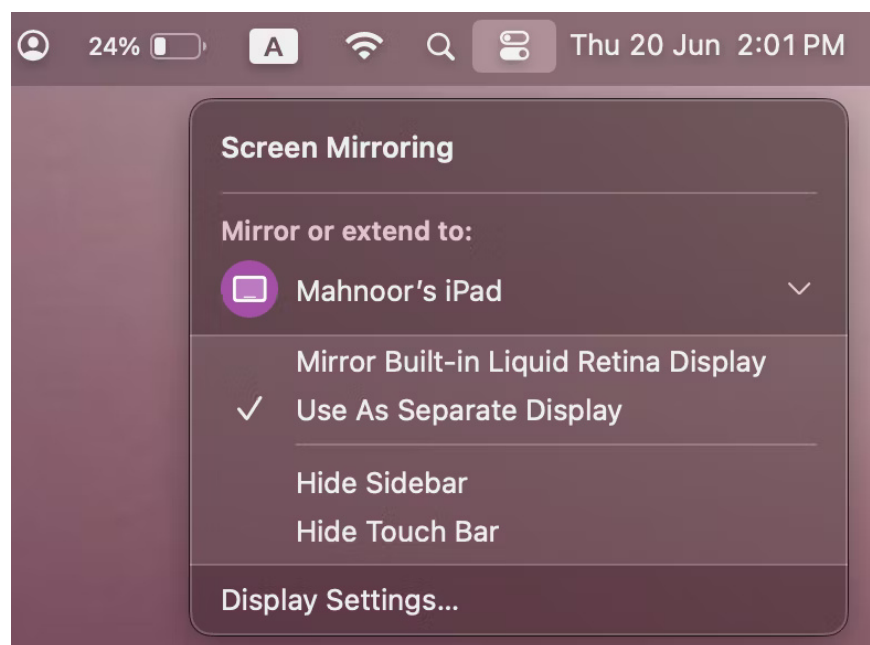 24% A Thu 20 Jun 2:01 PM
Screen Mirroring
Mirror or extend to:
Mahnoor's iPad
Mirror Built-in Liquid Retina Display
Use As Separate Display
Hide Sidebar
Hide Touch Bar
Display Settings...